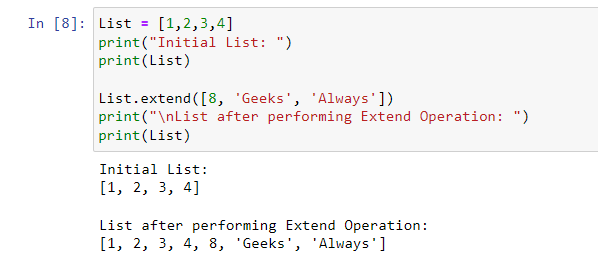 In [8]: List = [1,2,3,4]
print("Initial List: ")
print(List)
List.extend([8, 'Geeks', 'Always'])
print("\nList after performing Extend Operation: ")
print(List)
Initial List:
[1, 2, 3, 4]
List after performing Extend Operation:
[1, 2, 3, 4, 8, 'Geeks', 'Always']